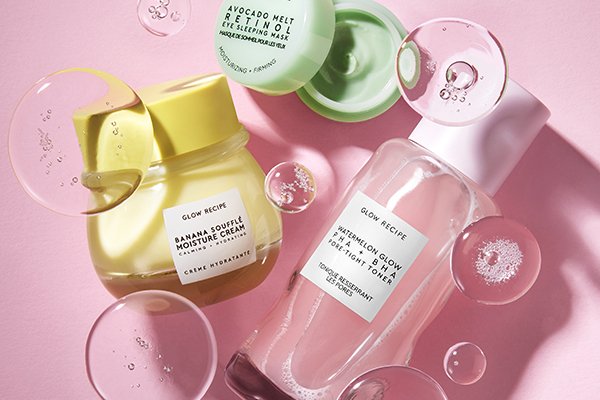 AVOCADO MELT
RETINOL
EYE SLEEPING MASK
MASQUE DE SOMMEIL POUR LES YEUX
MOISTURIZING + FIRMING
GLOW RECIPE
BANANA SOUFFLÉ
MOISTURE CREAM
CALMING + HYDRATING
CRÈME HYDRATANTE
GLOW RECIPE
WATERMELON GLOW
PHA + BHA
PORE-TIGHT TONER
TONIQUE RESSERRANT
LES PORES